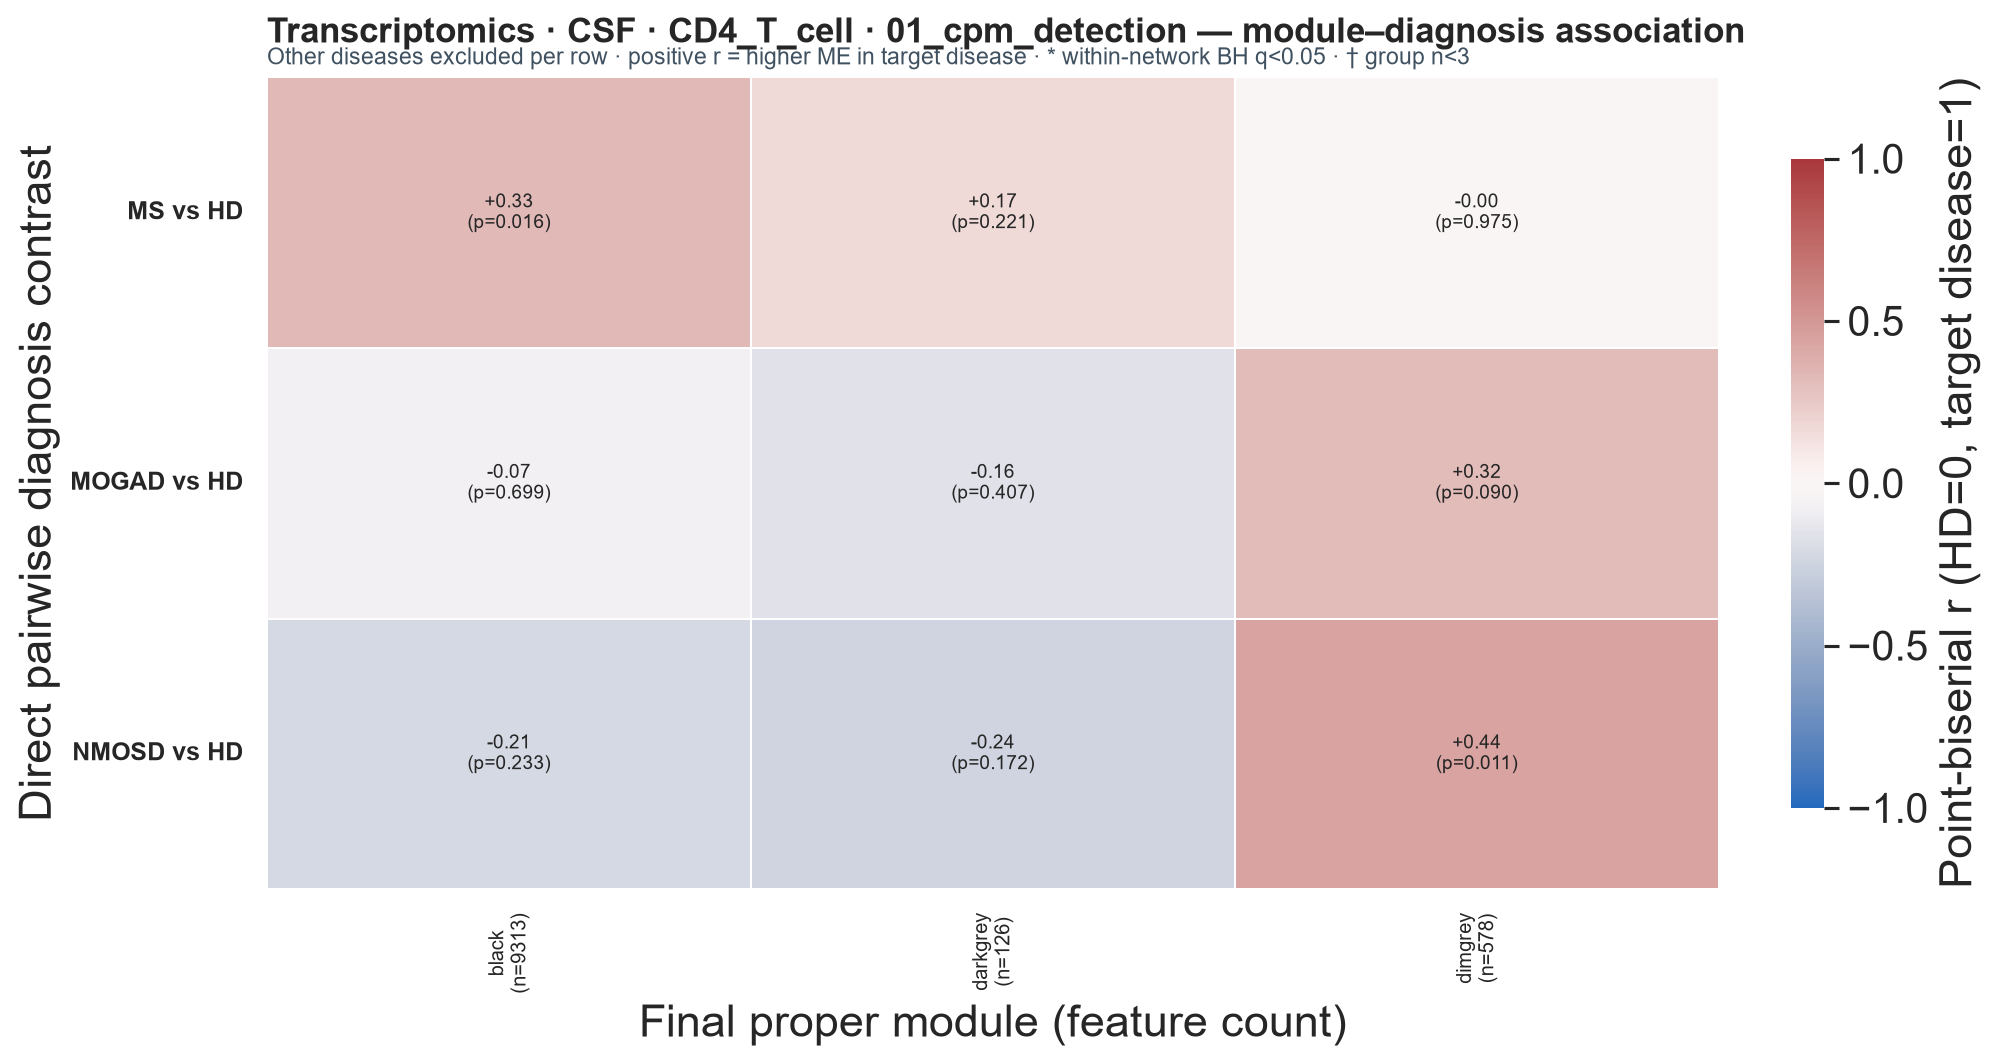 Transcriptomics · CSF · CD4_T_cell · 01_cpm_detection — module–diagnosis association
Other diseases excluded per row · positive r = higher ME in target disease · * within-network BH q<0.05 · † group n<3
Direct pairwise diagnosis contrast
MS vs HD
+0.33
(p=0.016)
+0.17
(p=0.221)
-0.00
(p=0.975)
MOGAD vs HD
-0.07
(p=0.699)
-0.16
(p=0.407)
+0.32
(p=0.090)
NMOSD vs HD
-0.21
(p=0.233)
-0.24
(p=0.172)
+0.44
(p=0.011)
black
(n=9313)
darkgrey
(n=126)
dimgrey
(n=578)
Final proper module (feature count)
1.0
0.5
0.0
−0.5
−1.0
Point-biserial r (HD=0, target disease=1)